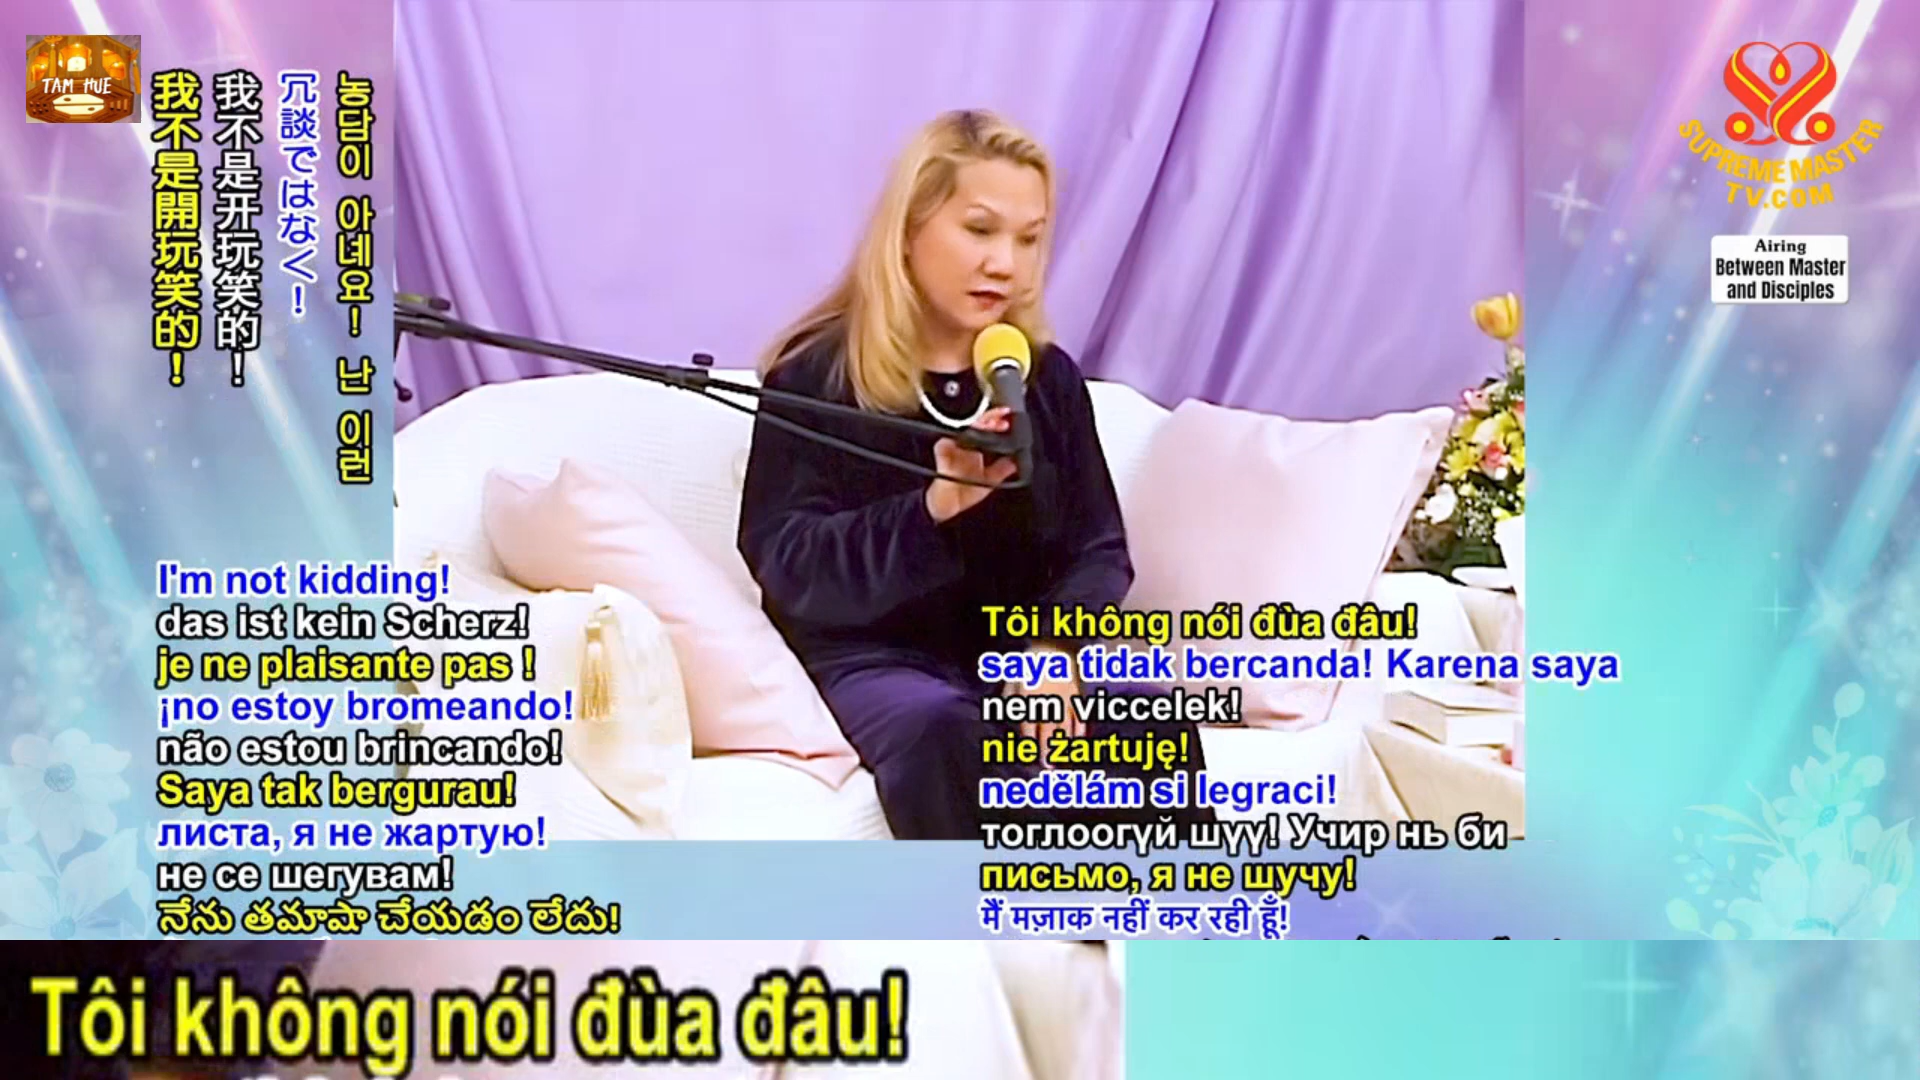 TAM HUE
我不是開玩笑的！
我不是开玩笑的！
冗談ではなく！
농담이 아녜요! 난 이런
SUPREME MASTER
TV.COM
Airing
Between Master
and Disciples
I'm not kidding!
das ist kein Scherz!
je ne plaisante pas !
¡no estoy bromeando!
não estou brincando!
Saya tak bergurau!
листа, я не жартую!
не се шегувам!
నేను తమాషా చేయడం లేదు!
Tôi không nói đùa đâu!
saya tidak bercanda! Karena saya
nem viccelek!
nie żartuję!
nedělám si legraci!
тоглоогүй шүү! Учир нь би
письмо, я не шучу!
मैं मज़ाक नहीं कर रही हूँ!
Tôi không nói đùa đâu!